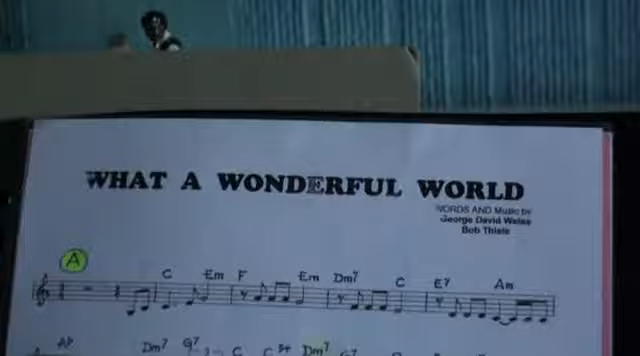 WHAT A WONDERFUL WORLD
WORDS AND Music by
George David Weiss
Bob Thiele
A
C Em F Em Dm7 C E7 Am
Ab Dm7 G7 C Dm7